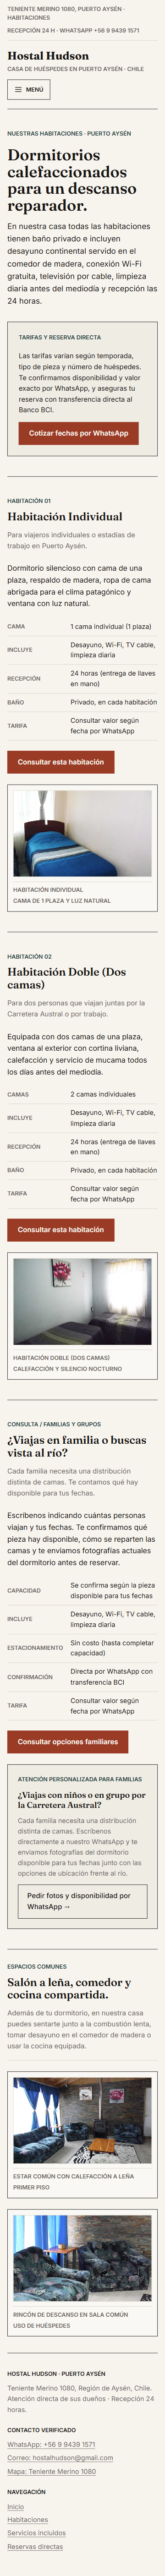 TENIENTE MERINO 1080, PUERTO AYSÉN ·
HABITACIONES
RECEPCIÓN 24 H · WHATSAPP +56 9 9439 1571
Hostal Hudson
CASA DE HUÉSPEDES EN PUERTO AYSÉN · CHILE
MENÚ
NUESTRAS HABITACIONES · PUERTO AYSÉN
Dormitorios
calefaccionados
para un descanso
reparador.
En nuestra casa todas las habitaciones
tienen baño privado e incluyen
desayuno continental servido en el
comedor de madera, conexión Wi-Fi
gratuita, televisión por cable, limpieza
diaria antes del mediodía y recepción las
24 horas.
TARIFAS Y RESERVA DIRECTA
Las tarifas varían según temporada,
tipo de pieza y número de huéspedes.
Te confirmamos disponibilidad y valor
exacto por WhatsApp, y aseguras tu
reserva con transferencia directa al
Banco BCI.
Cotizar fechas por WhatsApp
HABITACIÓN 01
Habitación Individual
Para viajeros individuales o estadías de
trabajo en Puerto Aysén.
Dormitorio silencioso con cama de una
plaza, respaldo de madera, ropa de cama
abrigada para el clima patagónico y
ventana con luz natural.
CAMA 1 cama individual (1 plaza)
INCLUYE Desayuno, Wi-Fi, TV cable,
limpieza diaria
RECEPCIÓN 24 horas (entrega de llaves
en mano)
BAÑO Privado, en cada habitación
TARIFA Consultar valor según
fecha por WhatsApp
Consultar esta habitación
HABITACIÓN INDIVIDUAL
CAMA DE 1 PLAZA Y LUZ NATURAL
HABITACIÓN 02
Habitación Doble (Dos
camas)
Para dos personas que viajan juntas por la
Carretera Austral o por trabajo.
Equipada con dos camas de una plaza,
ventana al exterior con cortina liviana,
calefacción y servicio de mucama todos
los días antes del mediodía.
CAMAS 2 camas individuales
INCLUYE Desayuno, Wi-Fi, TV cable,
limpieza diaria
RECEPCIÓN 24 horas (entrega de llaves
en mano)
BAÑO Privado, en cada habitación
TARIFA Consultar valor según
fecha por WhatsApp
Consultar esta habitación
HABITACIÓN DOBLE (DOS CAMAS)
CALEFACCIÓN Y SILENCIO NOCTURNO
CONSULTA / FAMILIAS Y GRUPOS
¿Viajas en familia o buscas
vista al río?
Cada familia necesita una distribución
distinta de camas. Te contamos qué hay
disponible para tus fechas.
Escríbenos indicando cuántas personas
viajan y tus fechas. Te confirmamos qué
pieza hay disponible, cómo se reparten las
camas y te enviamos fotografías actuales
del dormitorio antes de reservar.
CAPACIDAD Se confirma según la pieza
disponible para tus fechas
INCLUYE Desayuno, Wi-Fi, TV cable,
limpieza diaria
ESTACIONAMIENTO Sin costo (hasta completar
capacidad)
CONFIRMACIÓN Directa por WhatsApp con
transferencia BCI
TARIFA Consultar valor según
fecha por WhatsApp
Consultar opciones familiares
ATENCIÓN PERSONALIZADA PARA FAMILIAS
¿Viajas con niños o en grupo por
la Carretera Austral?
Cada familia necesita una distribución
distinta de camas. Escríbenos
directamente a nuestro WhatsApp y te
enviamos fotografías del dormitorio
disponible para tus fechas junto con las
opciones de ubicación frente al río.
Pedir fotos y disponibilidad por
WhatsApp →
ESPACIOS COMUNES
Salón a leña, comedor y
cocina compartida.
Además de tu dormitorio, en nuestra casa
puedes sentarte junto a la combustión lenta,
tomar desayuno en el comedor de madera o
usar la cocina equipada.
ESTAR COMÚN CON CALEFACCIÓN A LEÑA
PRIMER PISO
RINCÓN DE DESCANSO EN SALA COMÚN
USO DE HUÉSPEDES
HOSTAL HUDSON · PUERTO AYSÉN
Teniente Merino 1080, Región de Aysén, Chile.
Atención directa de sus dueños · Recepción 24
horas.
CONTACTO VERIFICADO
WhatsApp: +56 9 9439 1571
Correo: hostalhudson@gmail.com
Mapa: Teniente Merino 1080
NAVEGACIÓN
Inicio
Habitaciones
Servicios incluidos
Reservas directas